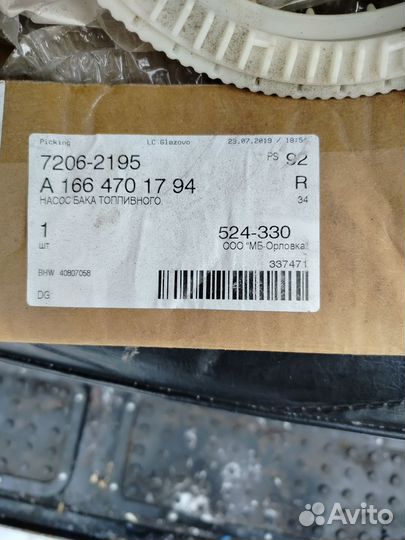 Picking LC Glazovo 23.07.2019 / 18:5
7206-2195 PS 92
A 166 470 17 94 R
НАСОС БАКА ТОПЛИВНОГО 34
1 524-330
шт. ООО "МБ-Орловка
337471
BHW 40807058
DG:
Avito